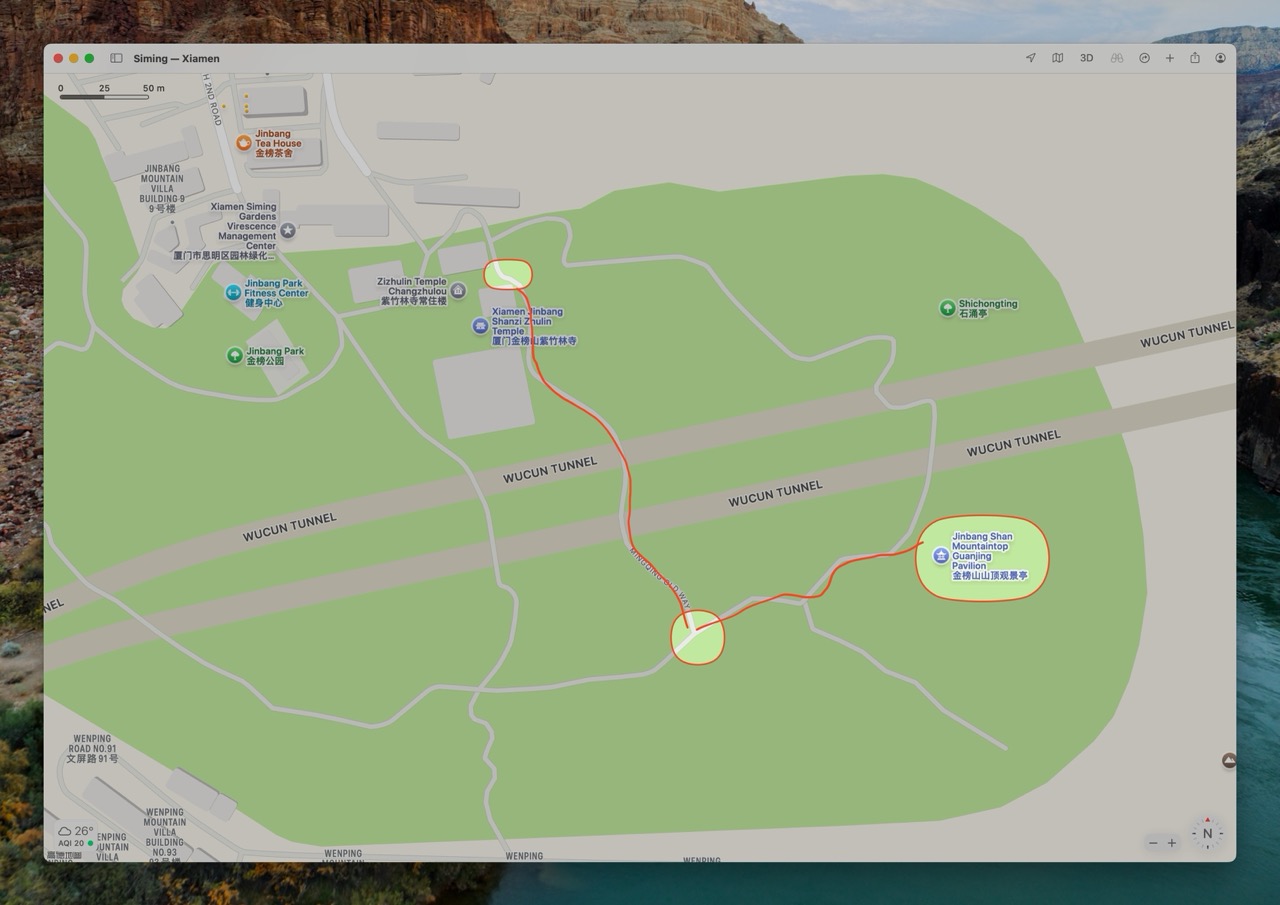 Siming — Xiamen
3D
0 25 50 m
H 2ND ROAD
Jinbang
Tea House
金榜茶舍
JINBANG
MOUNTAIN
VILLA
BUILDING 9
9号楼
Xiamen Siming
Gardens
Virescence
Management
Center
厦门市思明区园林绿化...
Jinbang Park
Fitness Center
健身中心
Zizhulin Temple
Changzhulou
紫竹林寺常住楼
Xiamen Jinbang
Shanzi Zhulin
Temple
厦门金榜山紫竹林寺
Jinbang Park
金榜公园
Shichongting
石涌亭
WUCUN TUNNEL
WUCUN TUNNEL
WUCUN TUNNEL
WUCUN TUNNEL
WUCUN TUNNEL
NEL
MINGQING OLD WAY
Jinbang Shan
Mountaintop
Guanjing
Pavilion
金榜山山顶观景亭
WENPING
ROAD NO.91
文屏路91号
WENPING
MOUNTAIN
VILLA
BUILDING
NO.93
93号楼
ENPING
UNTAIN
VILLA
26°
AQI 20
高德地图
WENPING
MOUNTAIN
WENPING
WENPING
N